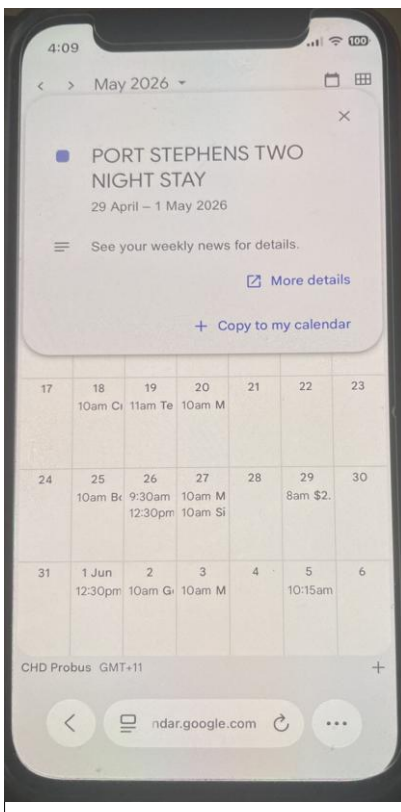 4:09
100
May 2026
PORT STEPHENS TWO
NIGHT STAY
29 April – 1 May 2026
See your weekly news for details.
More details
+ Copy to my calendar
17 18 19 20 21 22 23
10am C 11am Te 10am M
24 25 26 27 28 29 30
10am B 9:30am 10am M 8am $2.
12:30pm 10am Si
31 1 Jun 2 3 4 5 6
12:30pm 10am G 10am M 10:15am
CHD Probus GMT+11 +
ndar.google.com